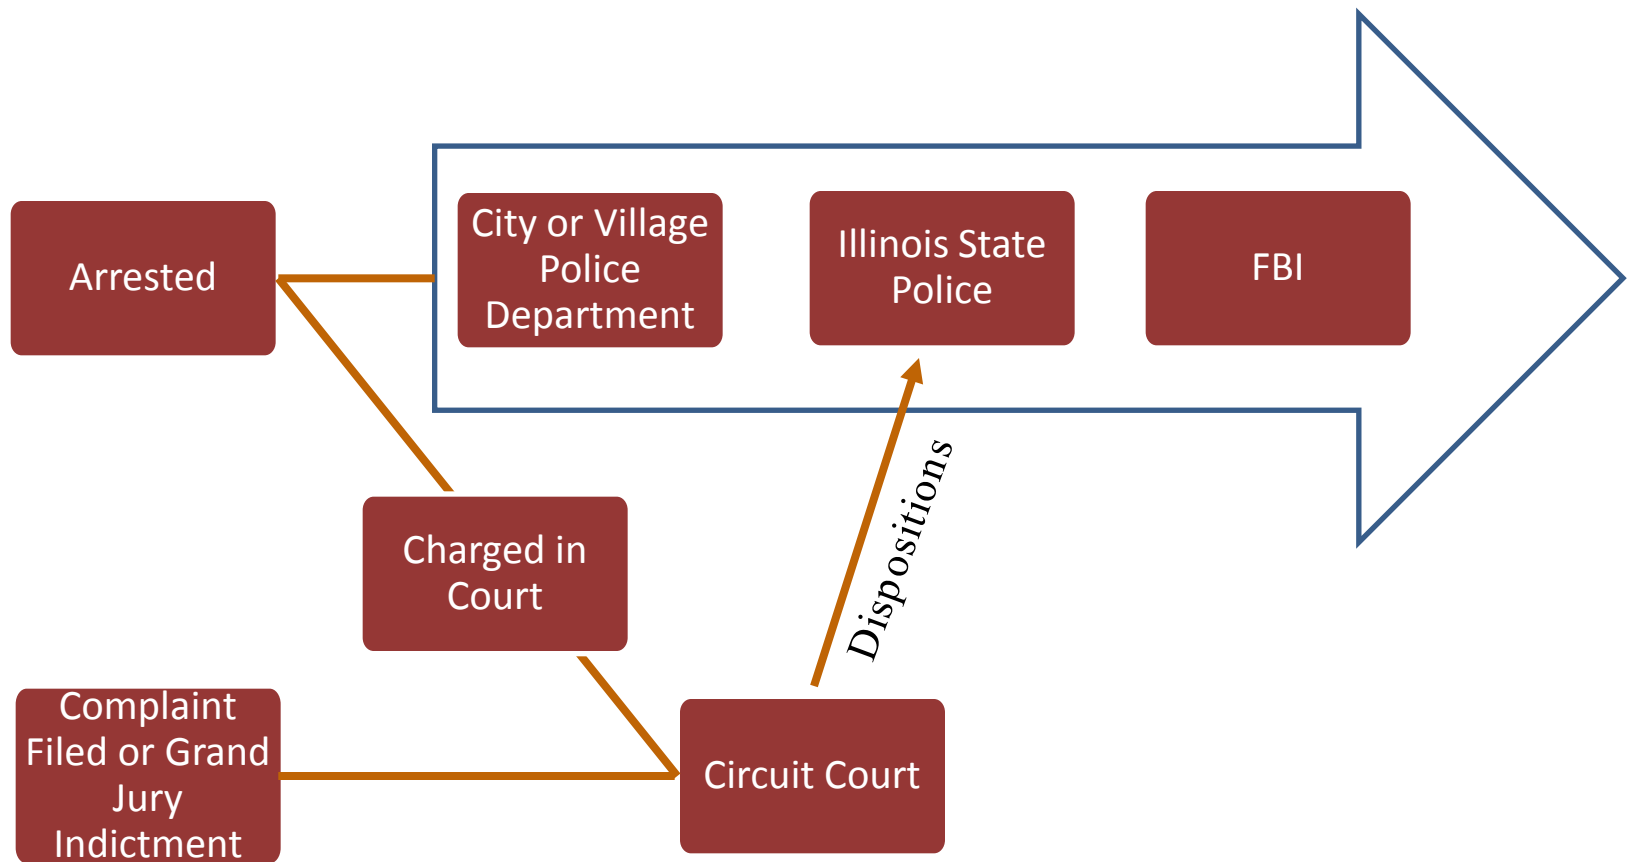 Arrested
City or Village
Police
Department
Illinois State
Police
FBI
Dispositions
Charged in
Court
Complaint
Filed or Grand
Jury
Indictment
Circuit Court